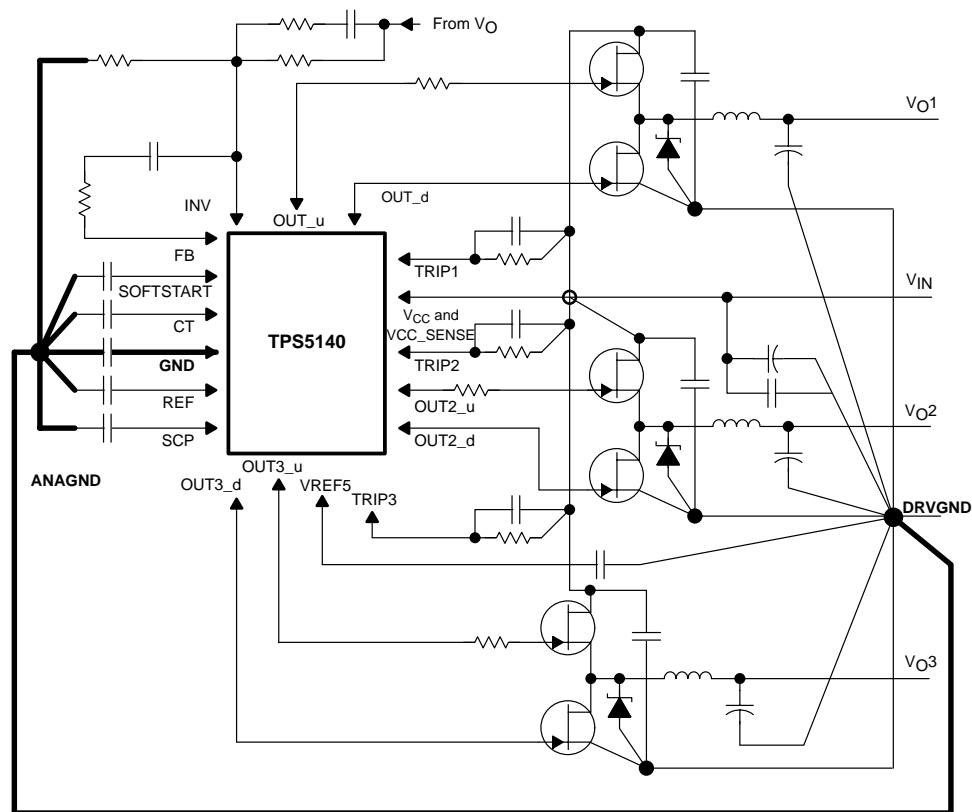 From VO
VO1
OUT_d
INV
OUT_u
FB
TRIP1
SOFTSTART
VIN
CT
TPS5140
VCC and
VCC_SENSE
GND
TRIP2
REF
OUT2_u
VO2
SCP
OUT2_d
OUT3_u
ANAGND
OUT3_d
VREF5
TRIP3
DRVGND
VO3